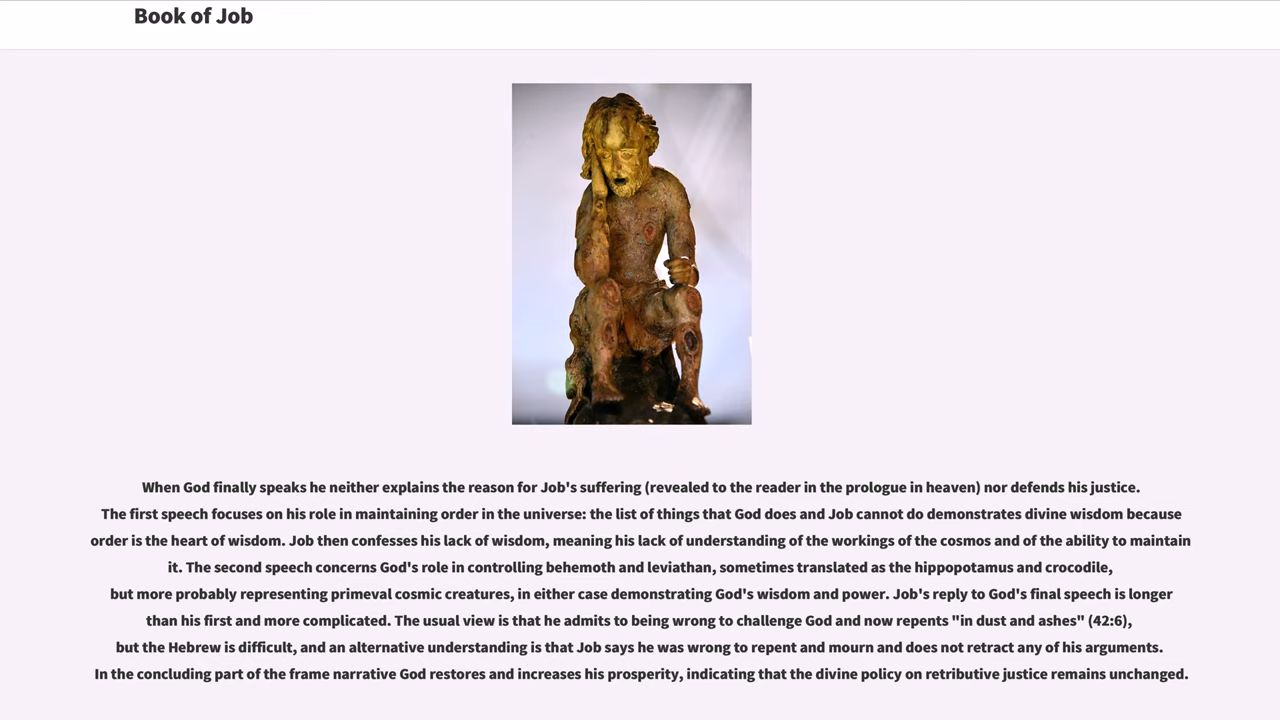 Book of Job
When God finally speaks he neither explains the reason for Job's suffering (revealed to the reader in the prologue in heaven) nor defends his justice.
The first speech focuses on his role in maintaining order in the universe: the list of things that God does and Job cannot do demonstrates divine wisdom because
order is the heart of wisdom. Job then confesses his lack of wisdom, meaning his lack of understanding of the workings of the cosmos and of the ability to maintain
it. The second speech concerns God's role in controlling behemoth and leviathan, sometimes translated as the hippopotamus and crocodile,
but more probably representing primeval cosmic creatures, in either case demonstrating God's wisdom and power. Job's reply to God's final speech is longer
than his first and more complicated. The usual view is that he admits to being wrong to challenge God and now repents "in dust and ashes" (42:6),
but the Hebrew is difficult, and an alternative understanding is that Job says he was wrong to repent and mourn and does not retract any of his arguments.
In the concluding part of the frame narrative God restores and increases his prosperity, indicating that the divine policy on retributive justice remains unchanged.